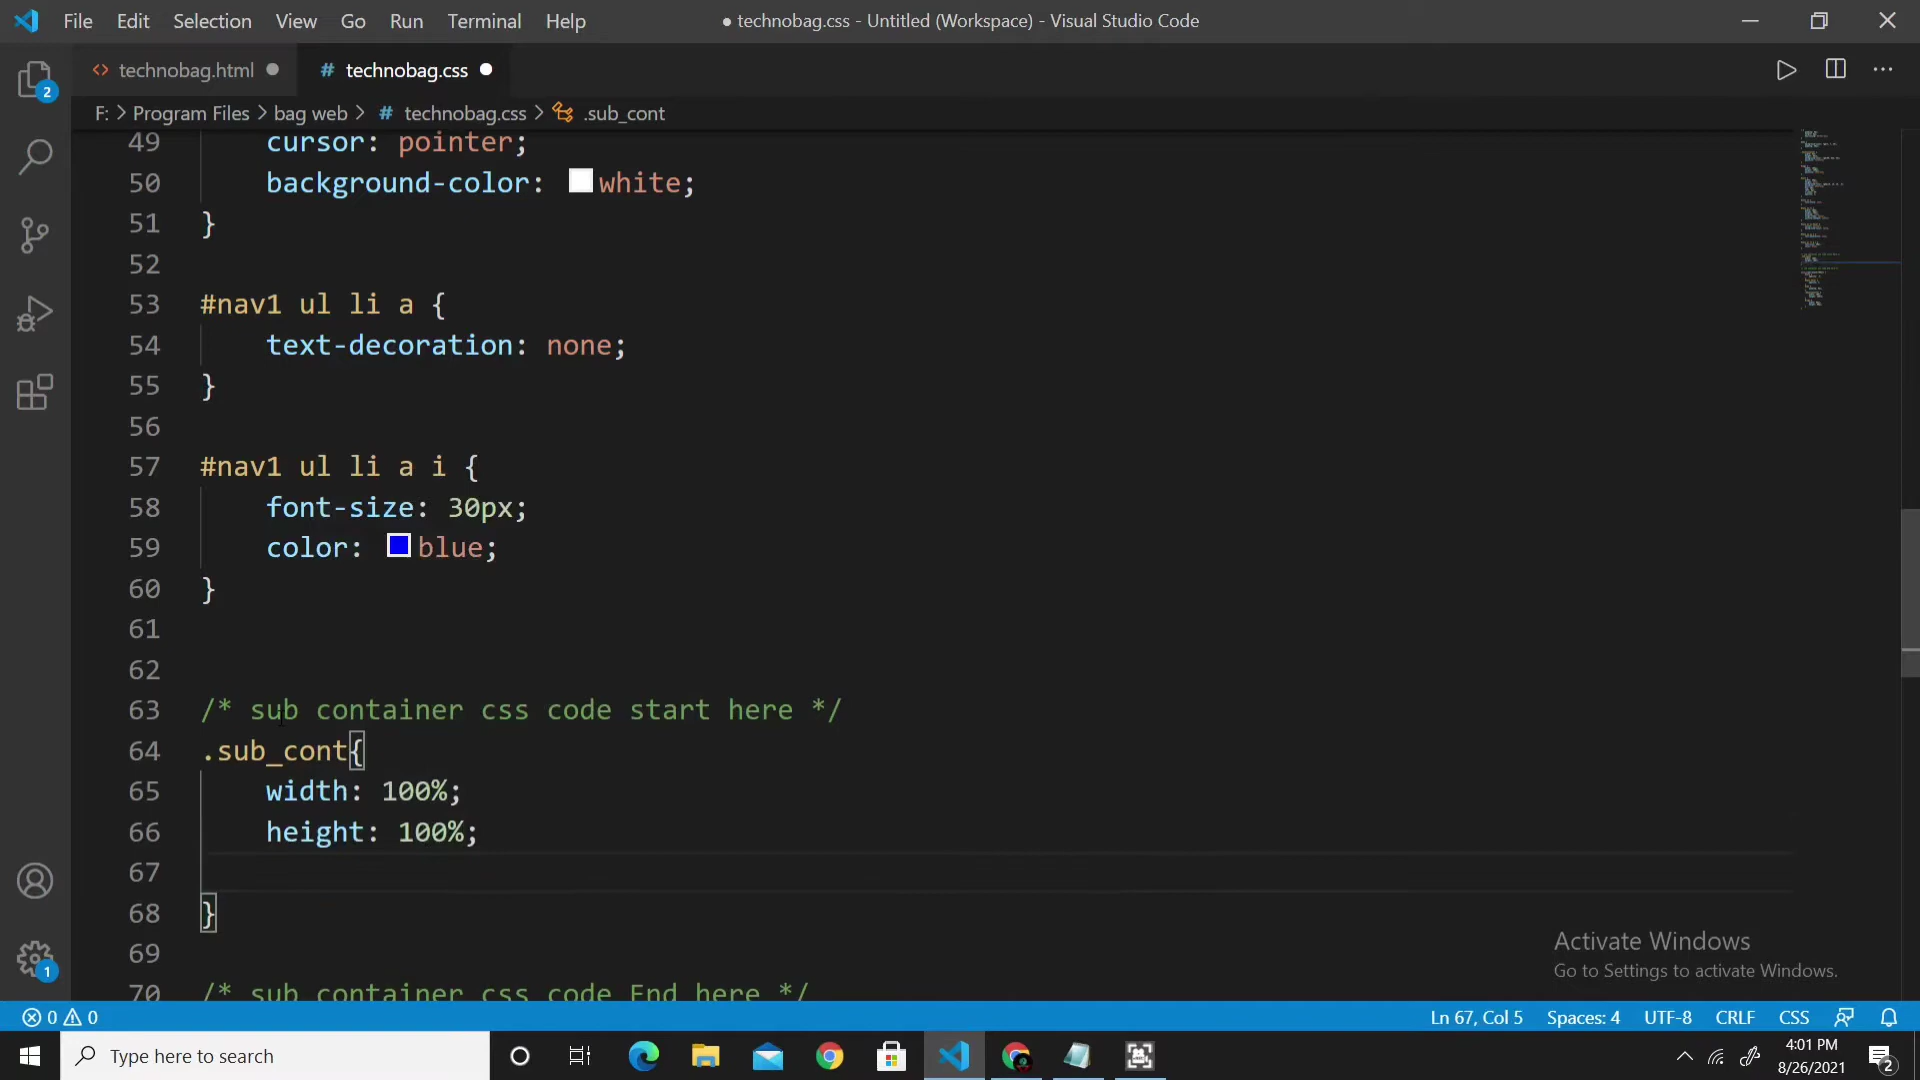 File Edit Selection View Go Run Terminal Help ● technobag.css - Untitled (Workspace) - Visual Studio Code
<> technobag.html ● # technobag.css ●
F: > Program Files > bag web > # technobag.css > .sub_cont
2
49 cursor: pointer;
50 background-color: white;
51 }
52
53 #nav1 ul li a {
54 text-decoration: none;
55 }
56
57 #nav1 ul li a i {
58 font-size: 30px;
59 color: blue;
60 }
61
62
63 /* sub container css code start here */
64 .sub_cont{
65 width: 100%;
66 height: 100%;
67
68 }
69
70 /* sub container css code End here */
1
Activate Windows
Go to Settings to activate Windows.
0 0 Ln 67, Col 5 Spaces: 4 UTF-8 CRLF CSS
Type here to search
4:01 PM
8/26/2021
2